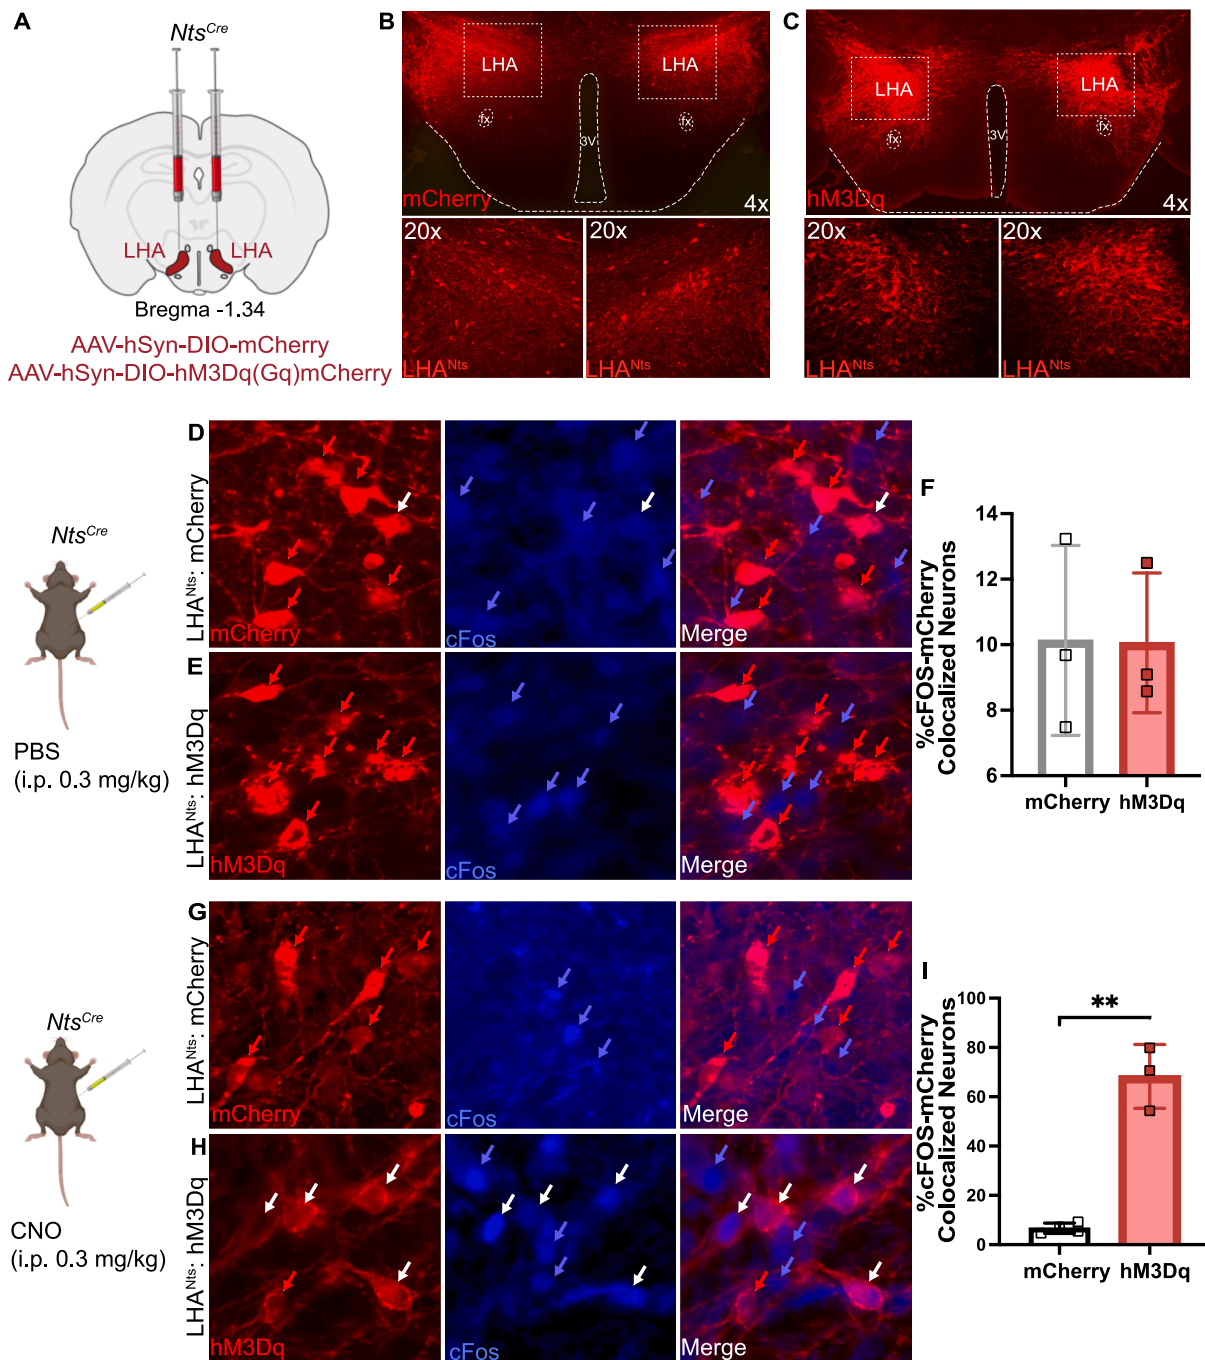 A
Nts^Cre
LHA
LHA
Bregma -1.34
AAV-hSyn-DIO-mCherry
AAV-hSyn-DIO-hM3Dq(Gq)mCherry
B
LHA
LHA
fx
fx
3V
mCherry
4x
20x
20x
LHA^Nts
LHA^Nts
C
LHA
LHA
fx
fx
3V
hM3Dq
4x
20x
20x
LHA^Nts
LHA^Nts
Nts^Cre
PBS
(i.p. 0.3 mg/kg)
D
LHA^Nts: mCherry
mCherry
cFos
Merge
E
LHA^Nts: hM3Dq
hM3Dq
cFos
Merge
F
%cFOS-mCherry
Colocalized Neurons
14
12
10
8
6
mCherry
hM3Dq
Nts^Cre
CNO
(i.p. 0.3 mg/kg)
G
LHA^Nts: mCherry
mCherry
cFos
Merge
H
LHA^Nts: hM3Dq
hM3Dq
cFos
Merge
I
%cFOS-mCherry
Colocalized Neurons
100
80
60
40
20
0
**
mCherry
hM3Dq